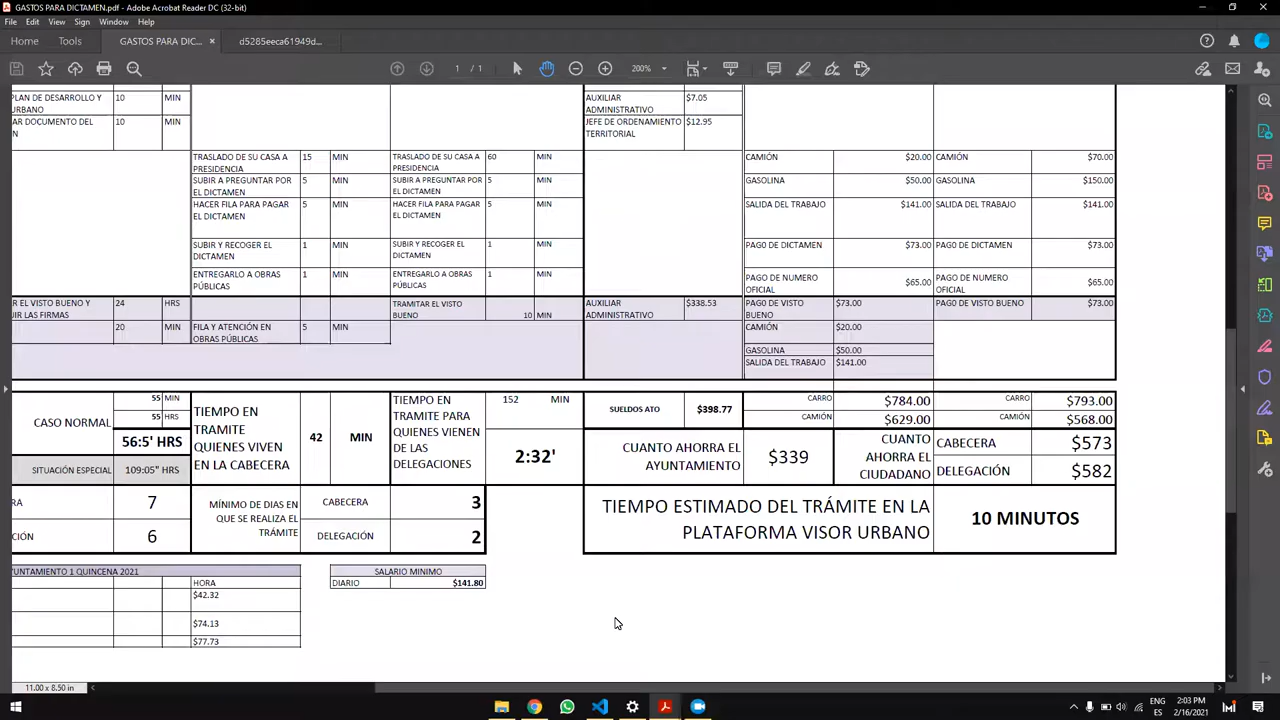 GASTOS PARA DICTAMEN.pdf - Adobe Acrobat Reader DC (32-bit)
File Edit View Sign Window Help
Home Tools GASTOS PARA DIC... × d5285eeca61949d...
1 / 1 200%
PLAN DE DESARROLLO Y
URBANO
10 MIN
AR DOCUMENTO DEL
N
10 MIN
AUXILIAR
ADMINISTRATIVO
$7.05
JEFE DE ORDENAMIENTO
TERRITORIAL
$12.95
TRASLADO DE SU CASA A
PRESIDENCIA
15 MIN
TRASLADO DE SU CASA A
PRESIDENCIA
60 MIN
CAMIÓN $20.00 CAMIÓN $70.00
SUBIR A PREGUNTAR POR
EL DICTAMEN
5 MIN
SUBIR A PREGUNTAR POR
EL DICTAMEN
5 MIN
GASOLINA $50.00 GASOLINA $150.00
HACER FILA PARA PAGAR
EL DICTAMEN
5 MIN
HACER FILA PARA PAGAR
EL DICTAMEN
5 MIN
SALIDA DEL TRABAJO $141.00 SALIDA DEL TRABAJO $141.00
SUBIR Y RECOGER EL
DICTAMEN
1 MIN
SUBIR Y RECOGER EL
DICTAMEN
1 MIN
PAGO DE DICTAMEN $73.00 PAGO DE DICTAMEN $73.00
ENTREGARLO A OBRAS
PÚBLICAS
1 MIN
ENTREGARLO A OBRAS
PÚBLICAS
1 MIN
PAGO DE NUMERO
OFICIAL
$65.00
PAGO DE NUMERO
OFICIAL
$65.00
R EL VISTO BUENO Y
UIR LAS FIRMAS
24 HRS
TRAMITAR EL VISTO
BUENO
10 MIN
AUXILIAR
ADMINISTRATIVO
$338.53
PAGO DE VISTO
BUENO
$73.00
PAGO DE VISTO BUENO $73.00
20 MIN
FILA Y ATENCIÓN EN
OBRAS PÚBLICAS
5 MIN
CAMIÓN $20.00
GASOLINA $50.00
SALIDA DEL TRABAJO $141.00
CASO NORMAL
55 MIN
55 HRS
56:5' HRS
SITUACIÓN ESPECIAL 109:05" HRS
TIEMPO EN
TRAMITE
QUIENES VIVEN
EN LA CABECERA
42 MIN
TIEMPO EN
TRAMITE PARA
QUIENES VIENEN
DE LAS
DELEGACIONES
152 MIN
2:32'
SUELDOS ATO $398.77
CARRO $784.00 CARRO $793.00
CAMIÓN $629.00 CAMIÓN $568.00
CUANTO AHORRA EL
AYUNTAMIENTO
$339
CUANTO
AHORRA EL
CIUDADANO
CABECERA $573
DELEGACIÓN $582
RA 7
CIÓN 6
MÍNIMO DE DIAS EN
QUE SE REALIZA EL
TRÁMITE
CABECERA 3
DELEGACIÓN 2
TIEMPO ESTIMADO DEL TRÁMITE EN LA
PLATAFORMA VISOR URBANO
10 MINUTOS
YUNTAMIENTO 1 QUINCENA 2021
HORA
$42.32
$74.13
$77.73
SALARIO MINIMO
DIARIO $141.80
11.00 x 8.50 in
ENG
ES
2:03 PM
2/16/2021